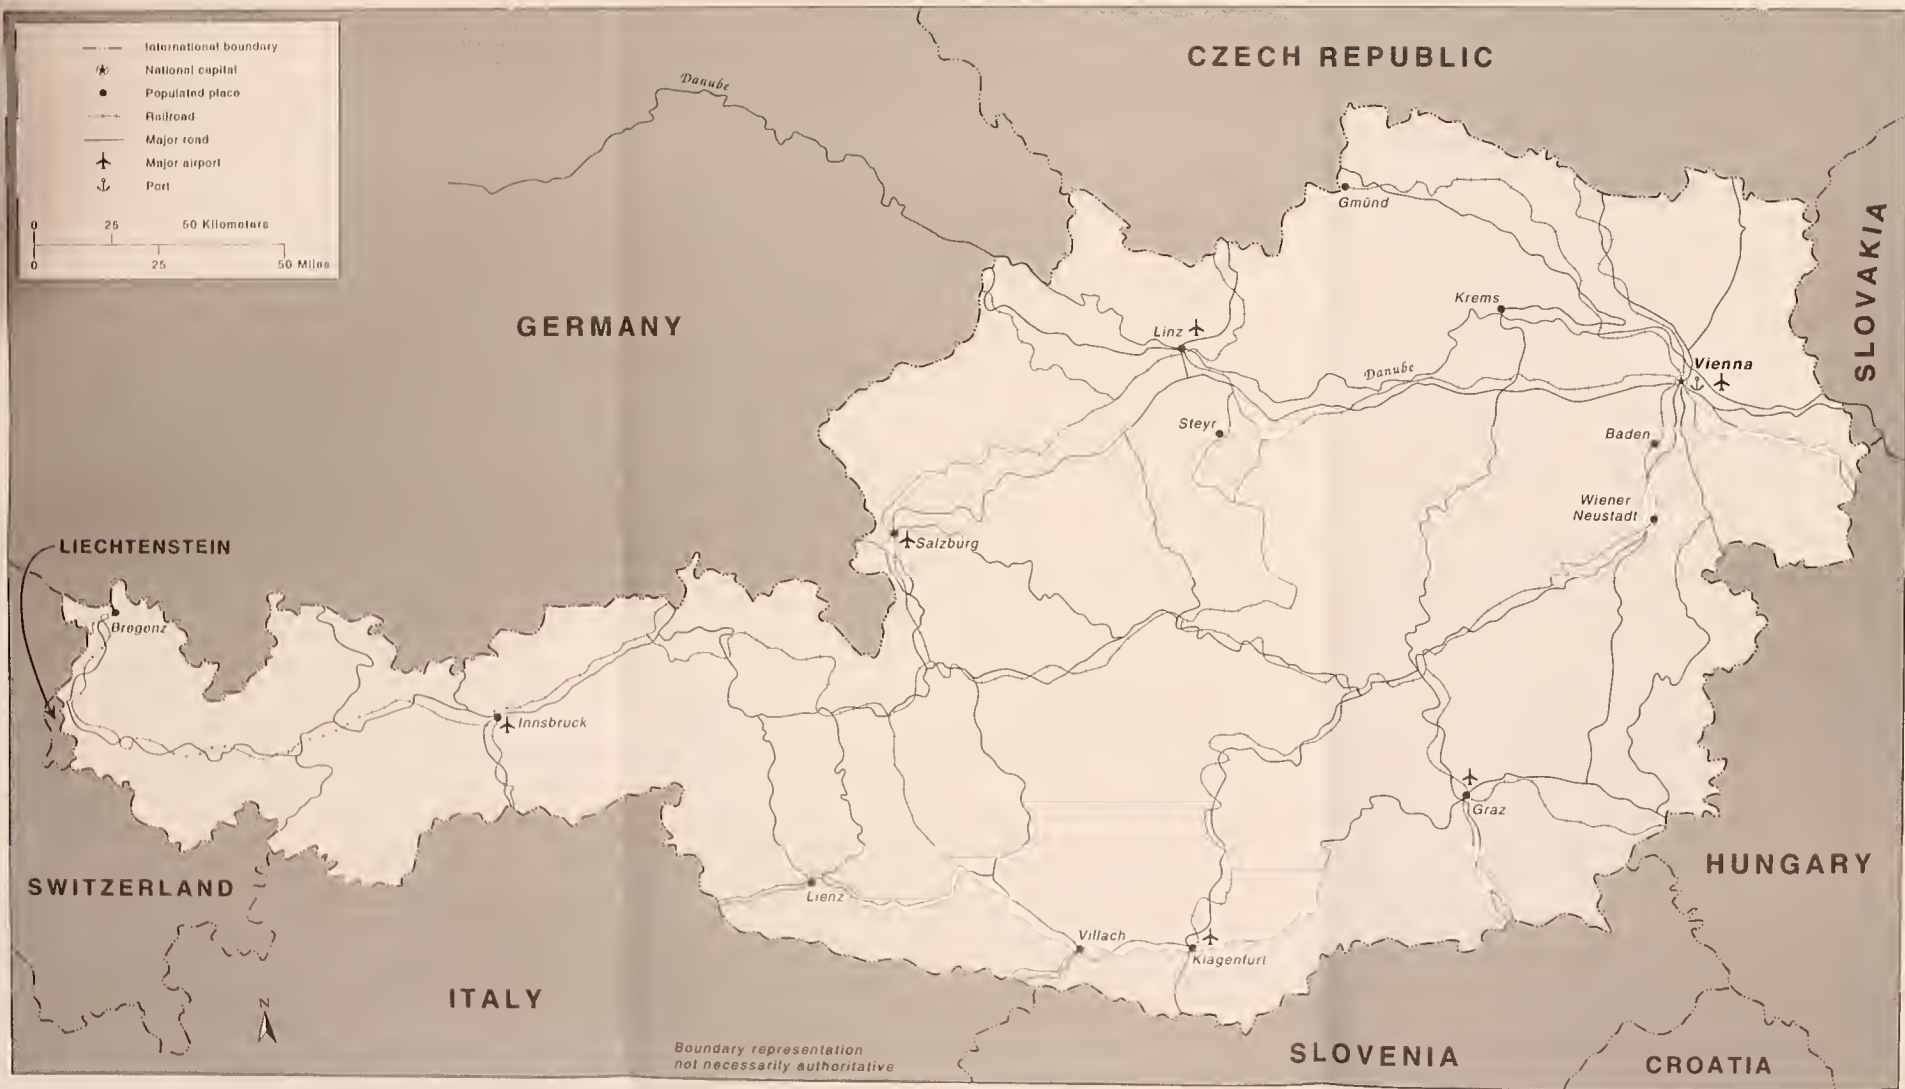 International boundary
National capital
Populated place
Railroad
Major road
Major airport
Port
0 25 50 Kilometers
0 25 50 Miles
CZECH REPUBLIC
Danube
SLOVAKIA
Gmünd
GERMANY
Krems
Linz
Danube
Vienna
Steyr
Baden
Wiener
Neustadt
LIECHTENSTEIN
Salzburg
Bregenz
Innsbruck
Graz
HUNGARY
SWITZERLAND
Lienz
Villach
Klagenfurt
ITALY
N
Boundary representation
not necessarily authoritative
SLOVENIA
CROATIA